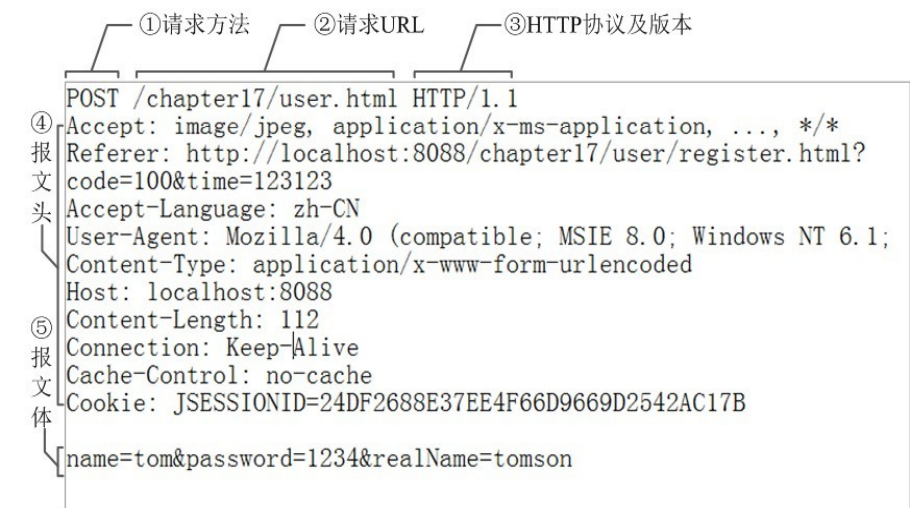 ①请求方法 ②请求URL ③HTTP协议及版本
POST /chapter17/user.html HTTP/1.1
④报文头
Accept: image/jpeg, application/x-ms-application, ..., */*
Referer: http://localhost:8088/chapter17/user/register.html?
code=100&time=123123
Accept-Language: zh-CN
User-Agent: Mozilla/4.0 (compatible; MSIE 8.0; Windows NT 6.1;
Content-Type: application/x-www-form-urlencoded
Host: localhost:8088
Content-Length: 112
Connection: Keep-Alive
Cache-Control: no-cache
Cookie: JSESSIONID=24DF2688E37EE4F66D9669D2542AC17B
⑤报文体
name=tom&password=1234&realName=tomson